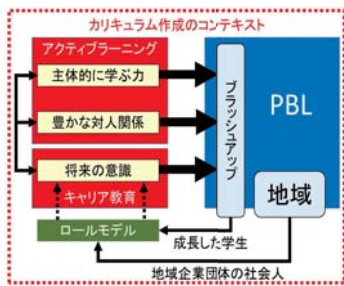 カリキュラム作成のコンテキスト
アクティブラーニング
主体的に学ぶ力
豊かな対人関係
将来の意識
キャリア教育
ロールモデル
ブラッシュアップ
PBL
地域
成長した学生
地域企業団体の社会人